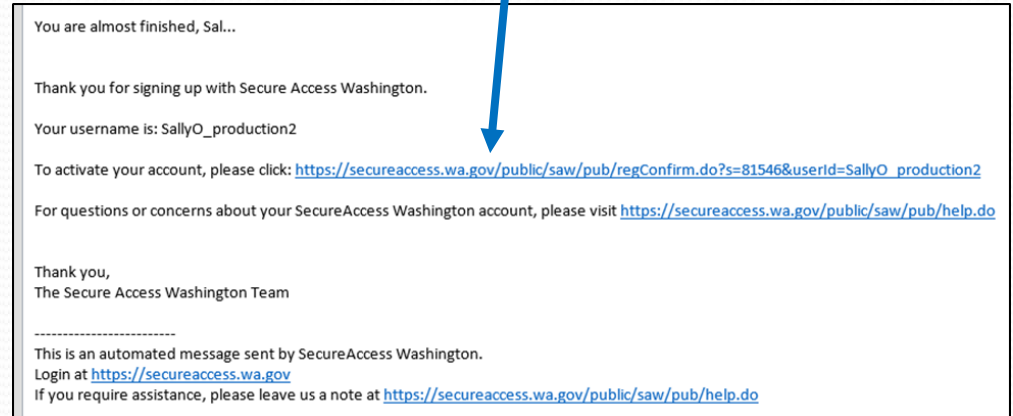 You are almost finished, Sal...
Thank you for signing up with Secure Access Washington.
Your username is: SallyO_production2
To activate your account, please click: https://secureaccess.wa.gov/public/saw/pub/regConfirm.do?s=81546&userId=SallyO_production2
For questions or concerns about your SecureAccess Washington account, please visit https://secureaccess.wa.gov/public/saw/pub/help.do
Thank you,
The Secure Access Washington Team
-------------------------
This is an automated message sent by SecureAccess Washington.
Login at https://secureaccess.wa.gov
If you require assistance, please leave us a note at https://secureaccess.wa.gov/public/saw/pub/help.do